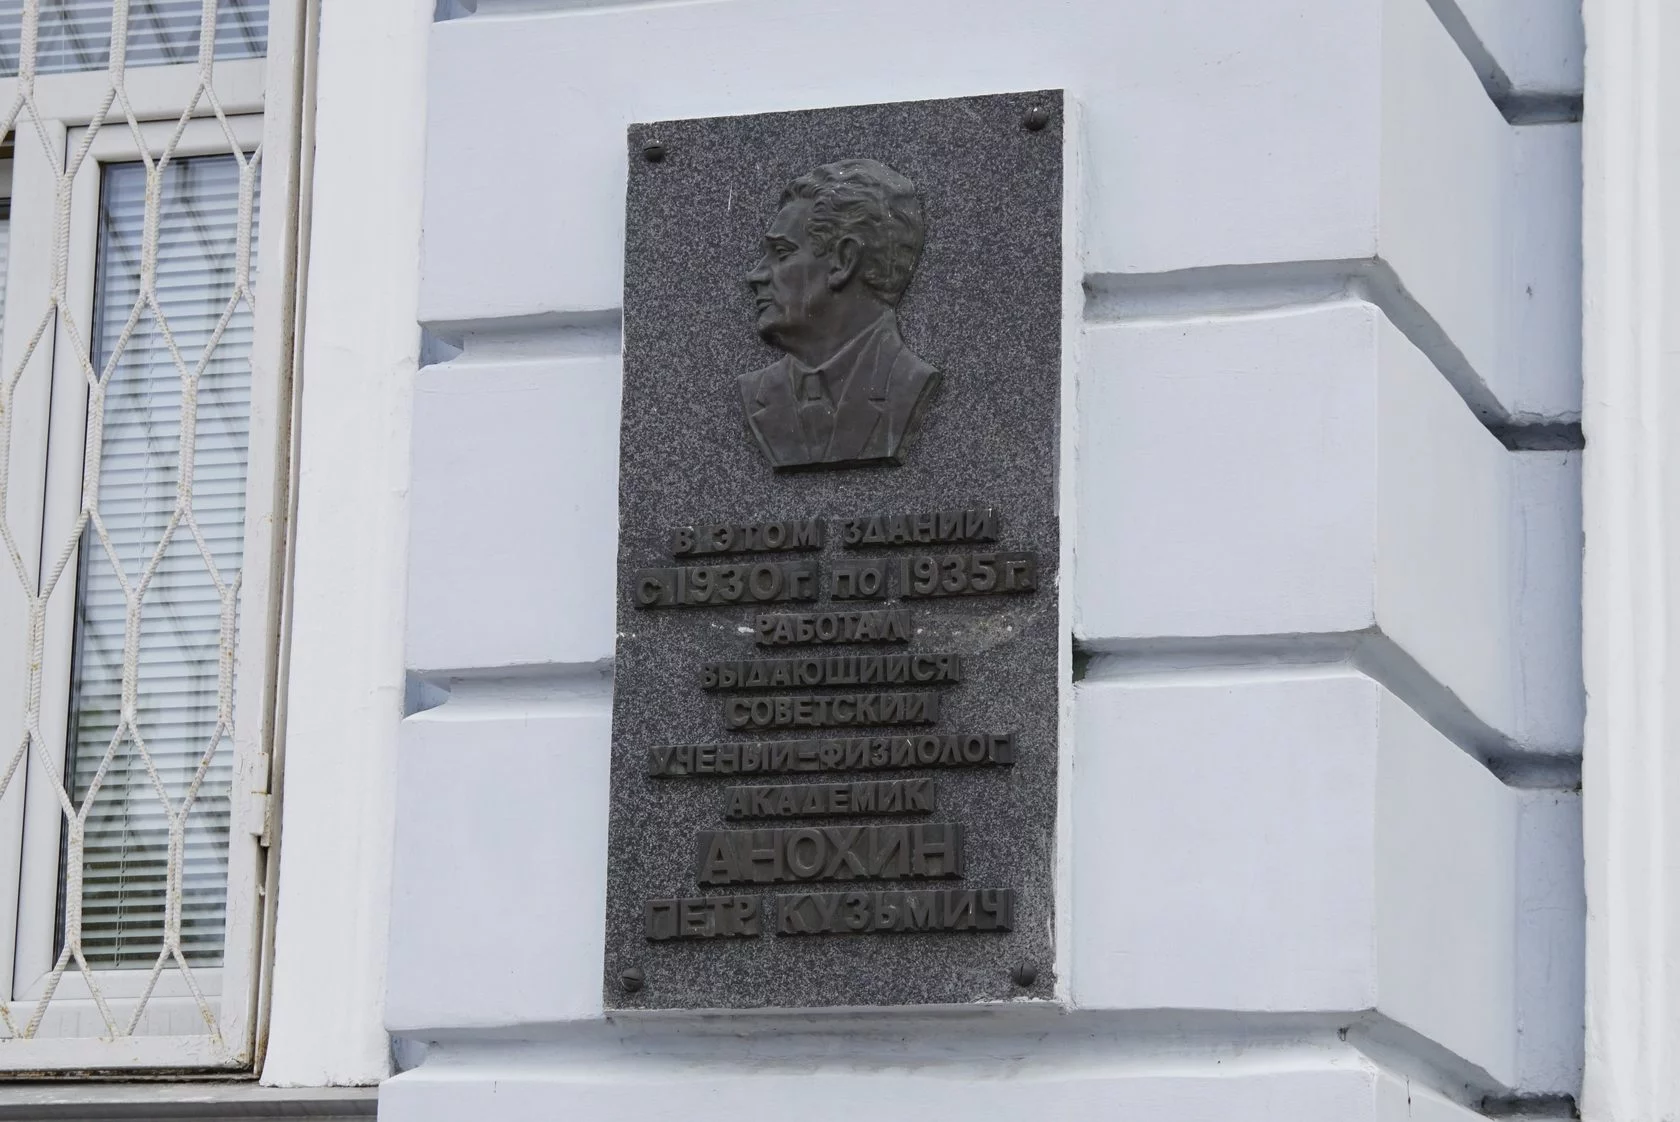 В ЭТОМ ЗДАНИИ
С 1930 Г. ПО 1935 Г.
РАБОТАЛ
ВЫДАЮЩИЙСЯ
СОВЕТСКИЙ
УЧЕНЫЙ-ФИЗИОЛОГ
АКАДЕМИК
АНОХИН
ПЕТР КУЗЬМИЧ